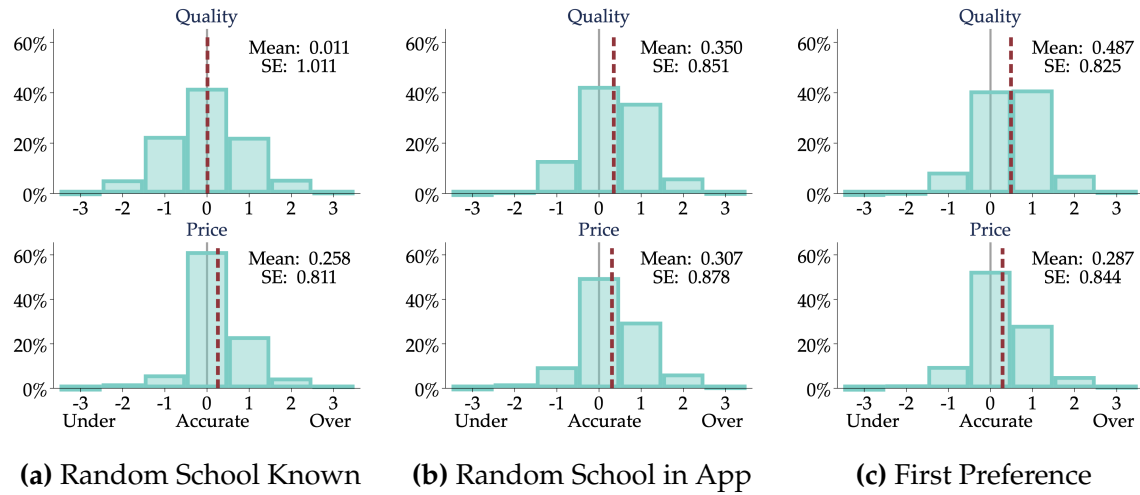 Quality
60%
40%
20%
0%
Mean: 0.011
SE: 1.011
-3 -2 -1 0 1 2 3
Price
60%
40%
20%
0%
Mean: 0.258
SE: 0.811
-3 -2 -1 0 1 2 3
Under Accurate Over
(a) Random School Known
Quality
60%
40%
20%
0%
Mean: 0.350
SE: 0.851
-3 -2 -1 0 1 2 3
Price
60%
40%
20%
0%
Mean: 0.307
SE: 0.878
-3 -2 -1 0 1 2 3
Under Accurate Over
(b) Random School in App
Quality
60%
40%
20%
0%
Mean: 0.487
SE: 0.825
-3 -2 -1 0 1 2 3
Price
60%
40%
20%
0%
Mean: 0.287
SE: 0.844
-3 -2 -1 0 1 2 3
Under Accurate Over
(c) First Preference